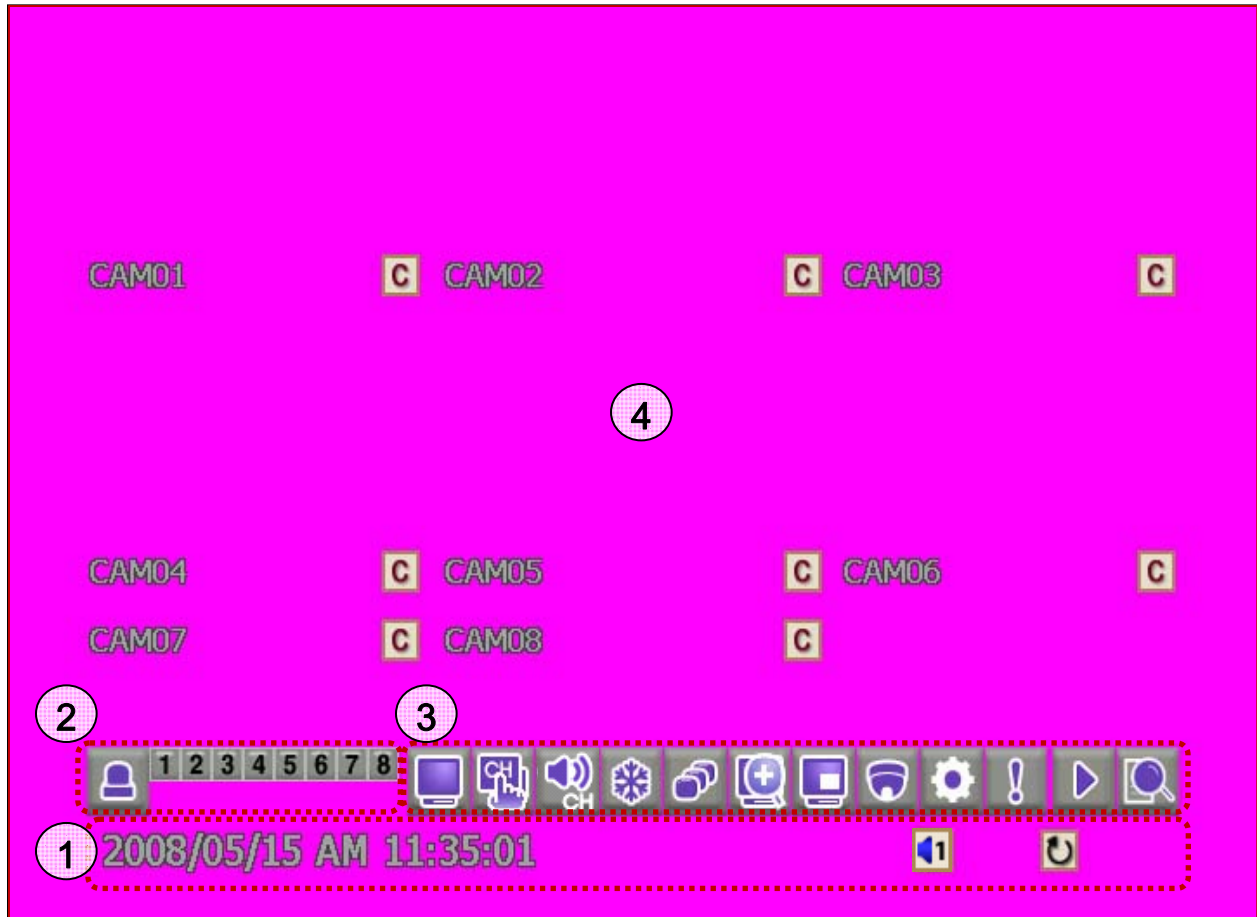 CAM01 C CAM02 C CAM03 C
4
CAM04 C CAM05 C CAM06 C
CAM07 C CAM08 C
2 3
1 2 3 4 5 6 7 8 CH CH
1 2008/05/15 AM 11:35:01 1